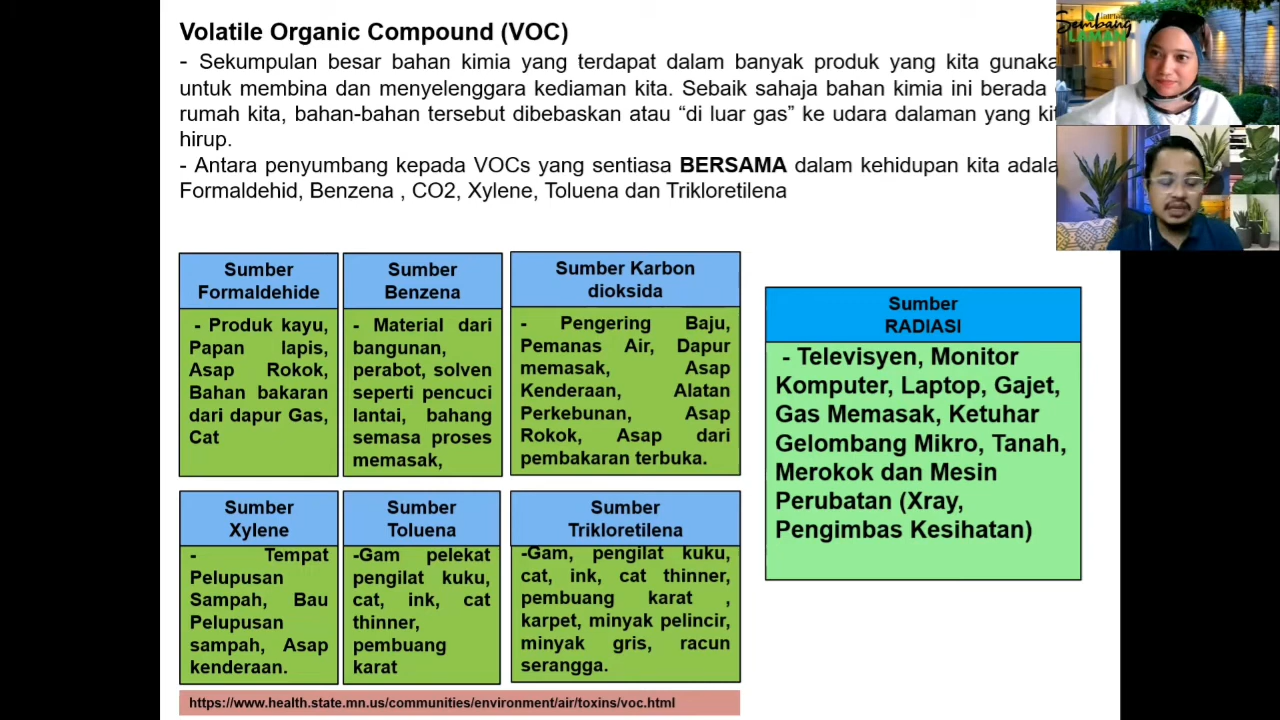 Volatile Organic Compound (VOC)
- Sekumpulan besar bahan kimia yang terdapat dalam banyak produk yang kita guna
untuk membina dan menyelenggara kediaman kita. Sebaik sahaja bahan kimia ini berada
rumah kita, bahan-bahan tersebut dibebaskan atau “di luar gas” ke udara dalaman yang
hirup.
- Antara penyumbang kepada VOCs yang sentiasa BERSAMA dalam kehidupan kita adala
Formaldehid, Benzena , CO2, Xylene, Toluena dan Trikloretilena
Sembang
LAMAN
Sumber
Formaldehide
- Produk kayu,
Papan lapis,
Asap Rokok,
Bahan bakaran
dari dapur Gas,
Cat
Sumber
Benzena
- Material dari
bangunan,
perabot, solven
seperti pencuci
lantai, bahang
semasa proses
memasak,
Sumber Karbon
dioksida
- Pengering Baju,
Pemanas Air, Dapur
memasak, Asap
Kenderaan, Alatan
Perkebunan, Asap
Rokok, Asap dari
pembakaran terbuka.
Sumber
RADIASI
- Televisyen, Monitor
Komputer, Laptop, Gajet,
Gas Memasak, Ketuhar
Gelombang Mikro, Tanah,
Merokok dan Mesin
Perubatan (Xray,
Pengimbas Kesihatan)
Sumber
Xylene
- Tempat
Pelupusan
Sampah, Bau
Pelupusan
sampah, Asap
kenderaan.
Sumber
Toluena
-Gam pelekat
pengilat kuku,
cat, ink, cat
thinner,
pembuang
karat
Sumber
Trikloretilena
-Gam, pengilat kuku,
cat, ink, cat thinner,
pembuang karat ,
karpet, minyak pelincir,
minyak gris, racun
serangga.
https://www.health.state.mn.us/communities/environment/air/toxins/voc.html